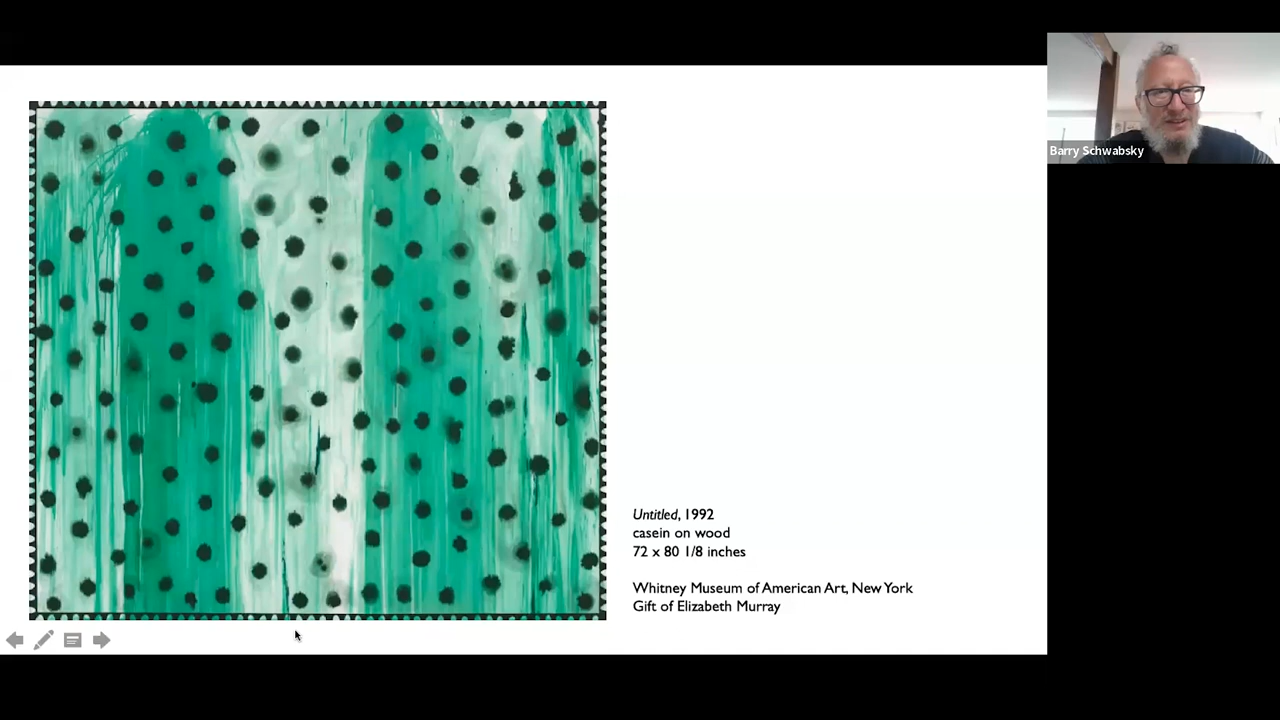 Barry Schwabsky
Untitled, 1992
casein on wood
72 x 80 1/8 inches
Whitney Museum of American Art, New York
Gift of Elizabeth Murray